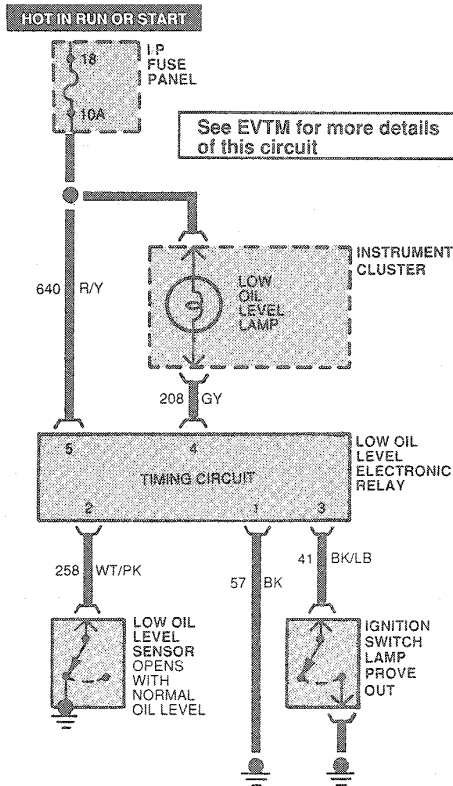 HOT IN RUN OR START
I.P
FUSE
PANEL
18
10A
See EVTM for more details
of this circuit
INSTRUMENT
CLUSTER
LOW
OIL
LEVEL
LAMP
640 R/Y
208 GY
5 4
LOW OIL
LEVEL
ELECTRONIC
RELAY
TIMING CIRCUIT
2 1 3
258 WT/PK
57 BK
41 BK/LB
LOW OIL
LEVEL
SENSOR
OPENS
WITH
NORMAL
OIL LEVEL
IGNITION
SWITCH
LAMP
PROVE
OUT